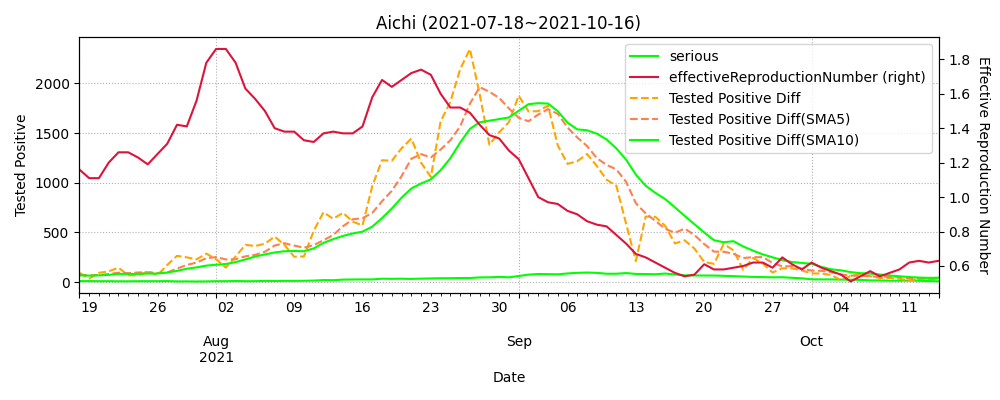 Aichi (2021-07-18~2021-10-16)
serious
effectiveReproductionNumber (right)
Tested Positive Diff
Tested Positive Diff(SMA5)
Tested Positive Diff(SMA10)
Tested Positive
2000
1500
1000
500
0
Effective Reproduction Number
1.8
1.6
1.4
1.2
1.0
0.8
0.6
19 26 02 09 16 23 30 06 13 20 27 04 11
Aug Sep Oct
2021
Date